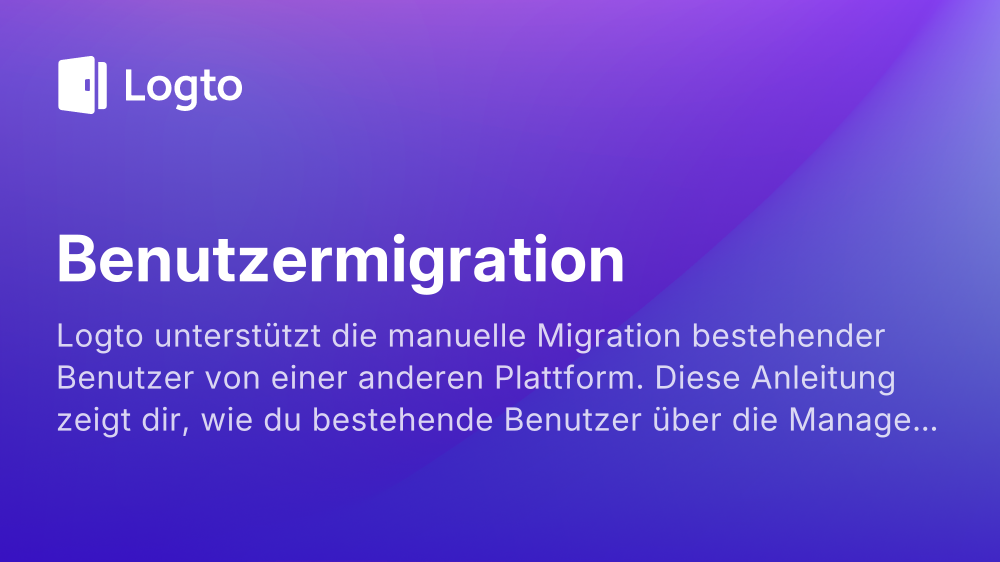 Logto
Benutzermigration
Logto unterstützt die manuelle Migration bestehender
Benutzer von einer anderen Plattform. Diese Anleitung
zeigt dir, wie du bestehende Benutzer über die Manage...